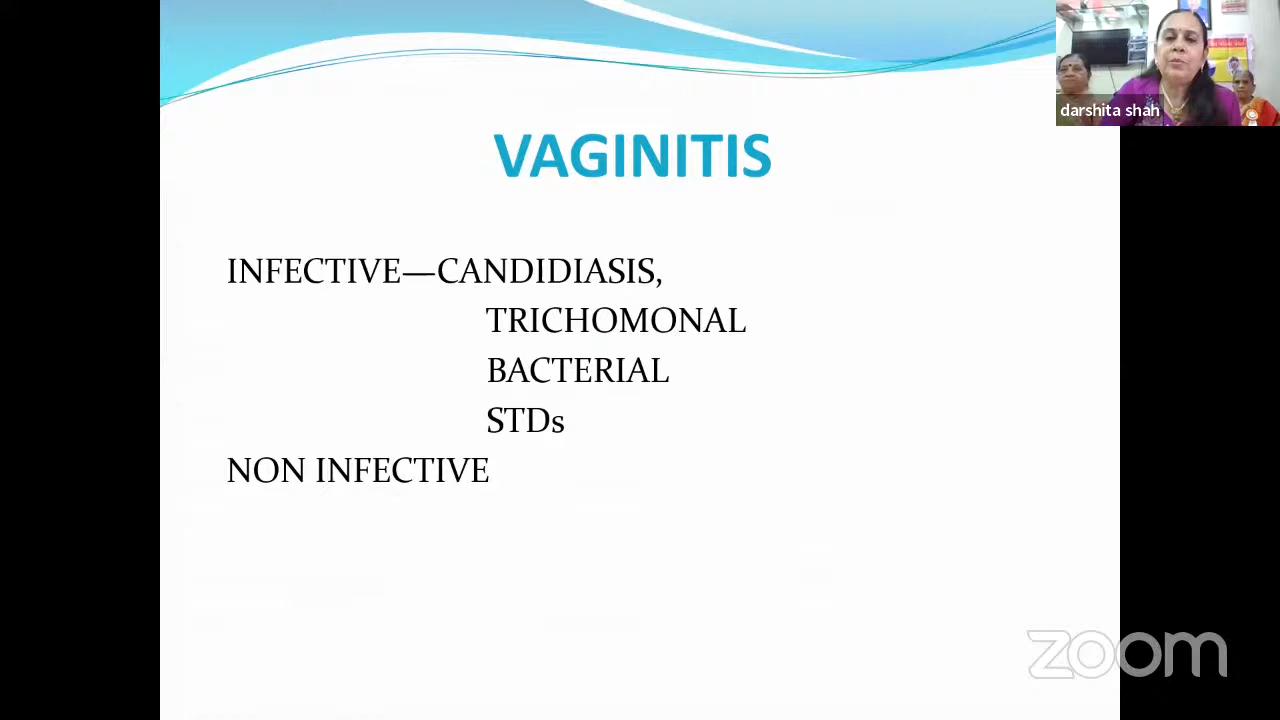 darshita shah
VAGINITIS
INFECTIVE—CANDIDIASIS,
TRICHOMONAL
BACTERIAL
STDs
NON INFECTIVE
zoom